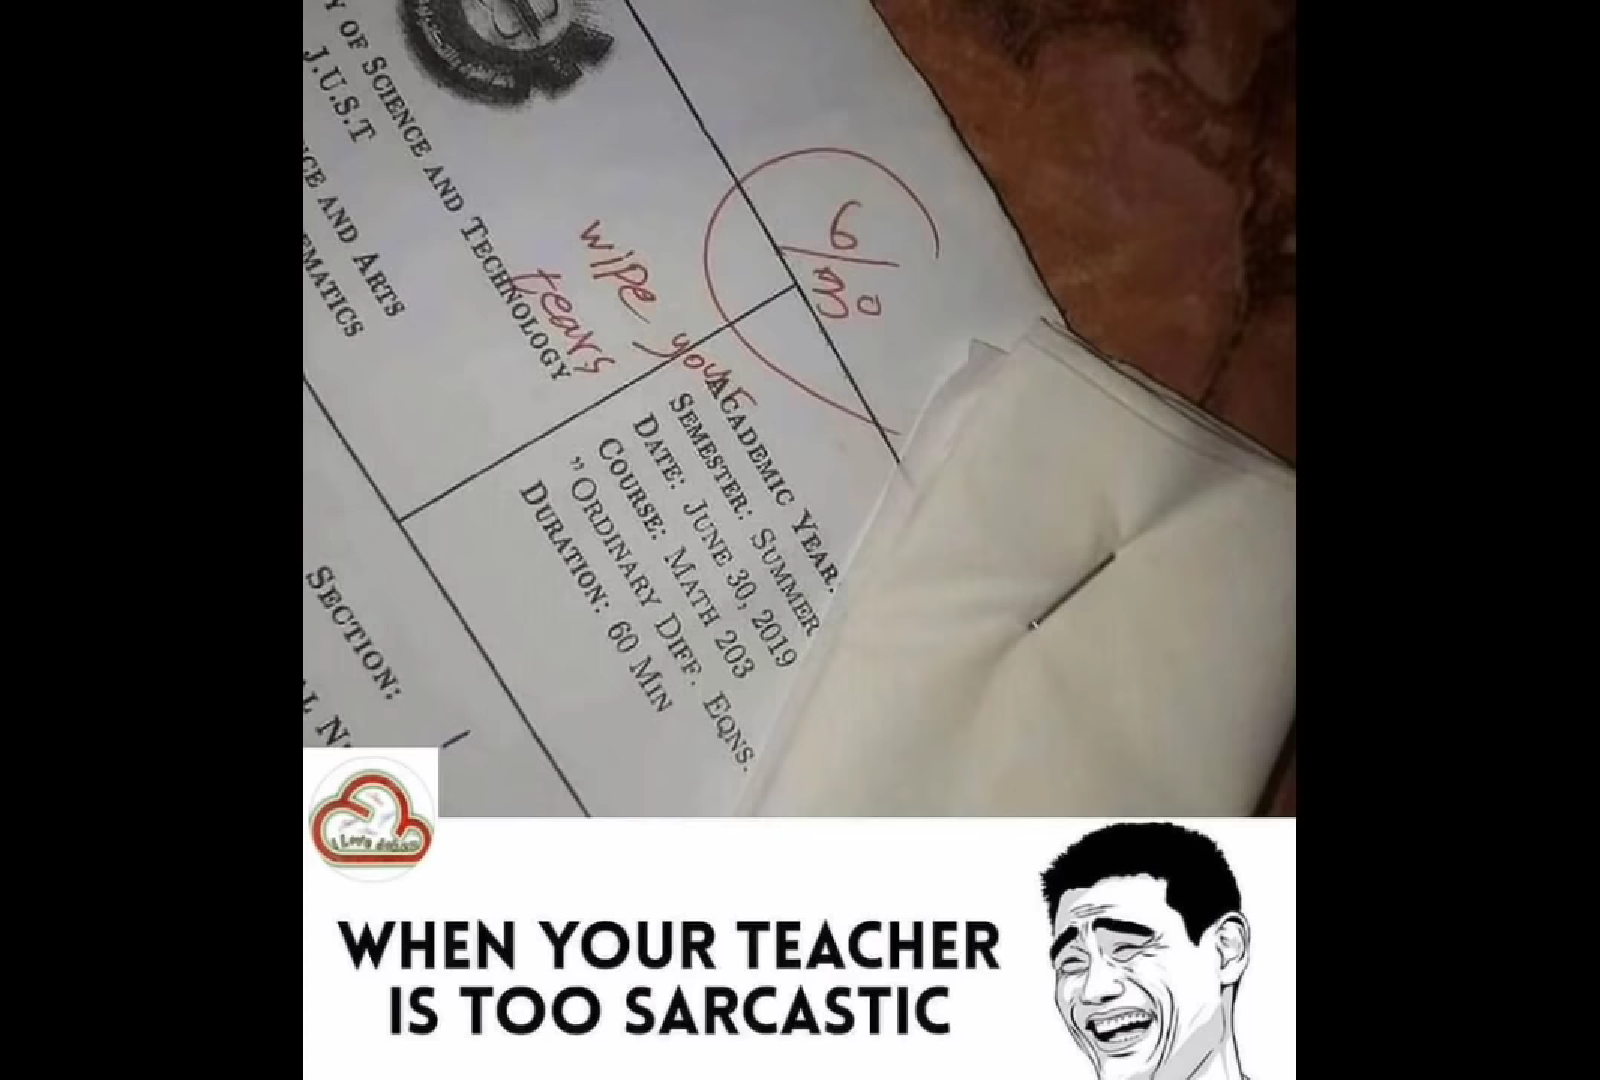 Y OF SCIENCE AND TECHNOLOGY
J.U.S.T
CE AND ARTS
EMATICS
6/30
wipe your
tears
ACADEMIC YEAR:
SEMESTER: SUMMER
DATE: JUNE 30, 2019
COURSE: MATH 203
"ORDINARY DIFF. EQNS.
DURATION: 60 MIN
SECTION:
I Love
WHEN YOUR TEACHER
IS TOO SARCASTIC